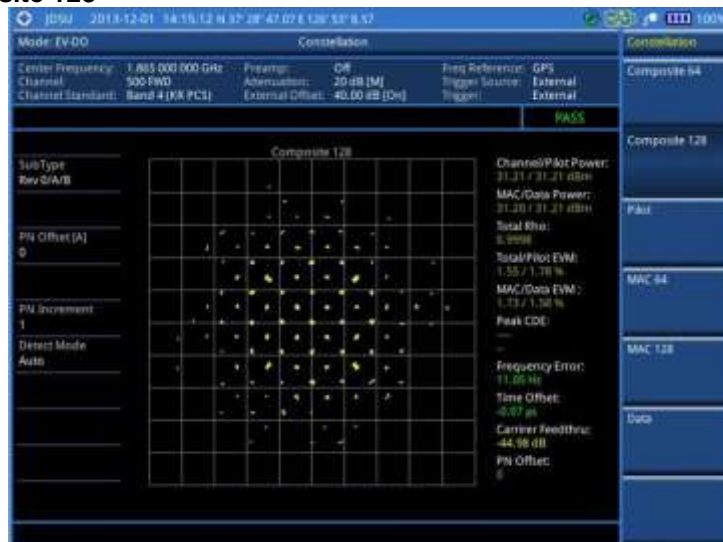 JDSU 2013-12-01 14:15:12 N 37° 28' 47.07 E 126° 53' 8.57 100%
Mode: EV-DO Constellation
Constellation
Center Frequency: 1.865 000 000 GHz Preamp: Off Freq Reference: GPS
Channel: 500 FWD Attenuation: 20 dB [M] Trigger Source: External
Channel Standard: Band 4 (KR PCS) External Offset: 40.00 dB [On] Trigger: External
PASS
Composite 64
Composite 128
Pilot
MAC 64
MAC 128
Data
Composite 128
SubType
Rev 0/A/B
PN Offset [A]
0
PN Increment
1
Detect Mode
Auto
Channel/Pilot Power:
31.21 / 31.21 dBm
MAC/Data Power:
31.20 / 31.21 dBm
Total Rho:
0.9998
Total/Pilot EVM:
1.55 / 1.78 %
MAC/Data EVM :
1.73 / 1.50 %
Peak CDE:
Frequency Error:
11.05 Hz
Time Offset:
-0.07 µs
Carrier Feedthru:
-44.98 dB
PN Offset: